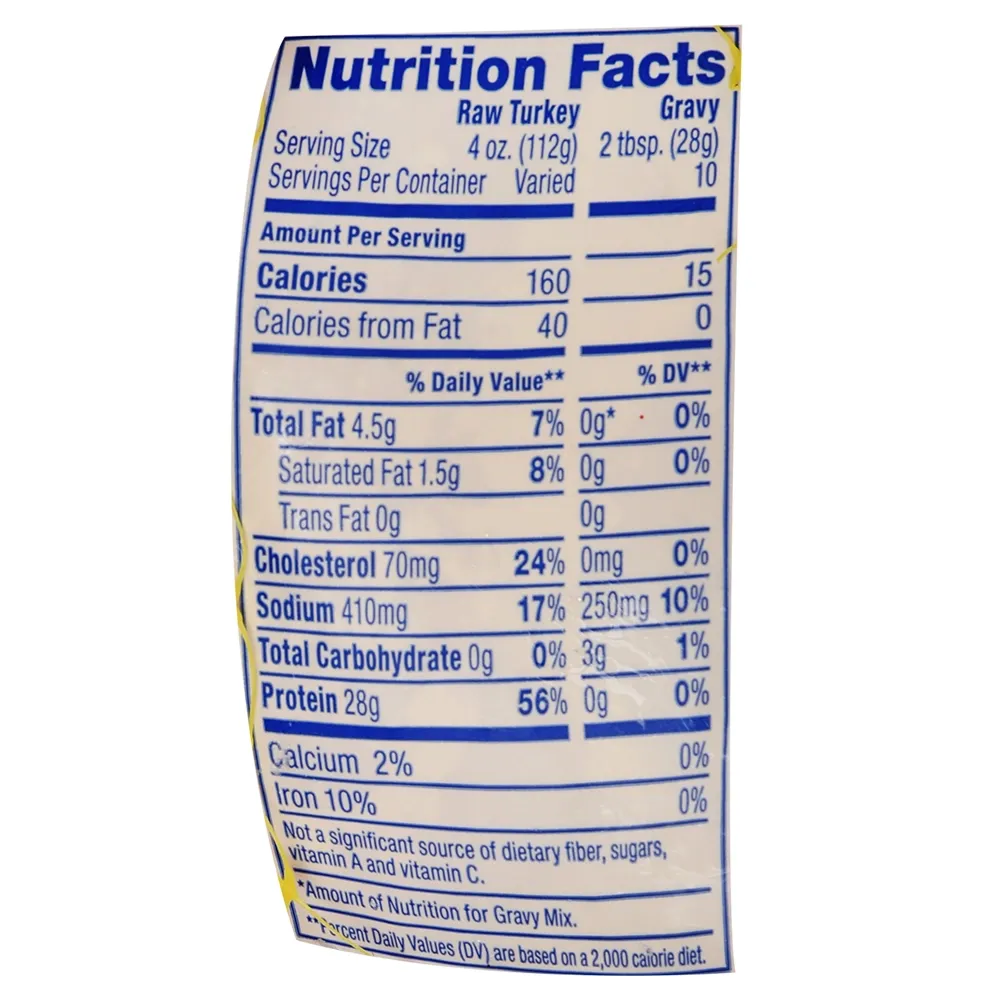 Nutrition Facts
Raw Turkey Gravy
Serving Size 4 oz. (112g) 2 tbsp. (28g)
Servings Per Container Varied 10
Amount Per Serving
Calories 160 15
Calories from Fat 40 0
% Daily Value** % DV**
Total Fat 4.5g 7% 0g* 0%
Saturated Fat 1.5g 8% 0g 0%
Trans Fat 0g 0g
Cholesterol 70mg 24% 0mg 0%
Sodium 410mg 17% 250mg 10%
Total Carbohydrate 0g 0% 3g 1%
Protein 28g 56% 0g 0%
Calcium 2% 0%
Iron 10% 0%
Not a significant source of dietary fiber, sugars,
vitamin A and vitamin C.
*Amount of Nutrition for Gravy Mix.
**Percent Daily Values (DV) are based on a 2,000 calorie diet.